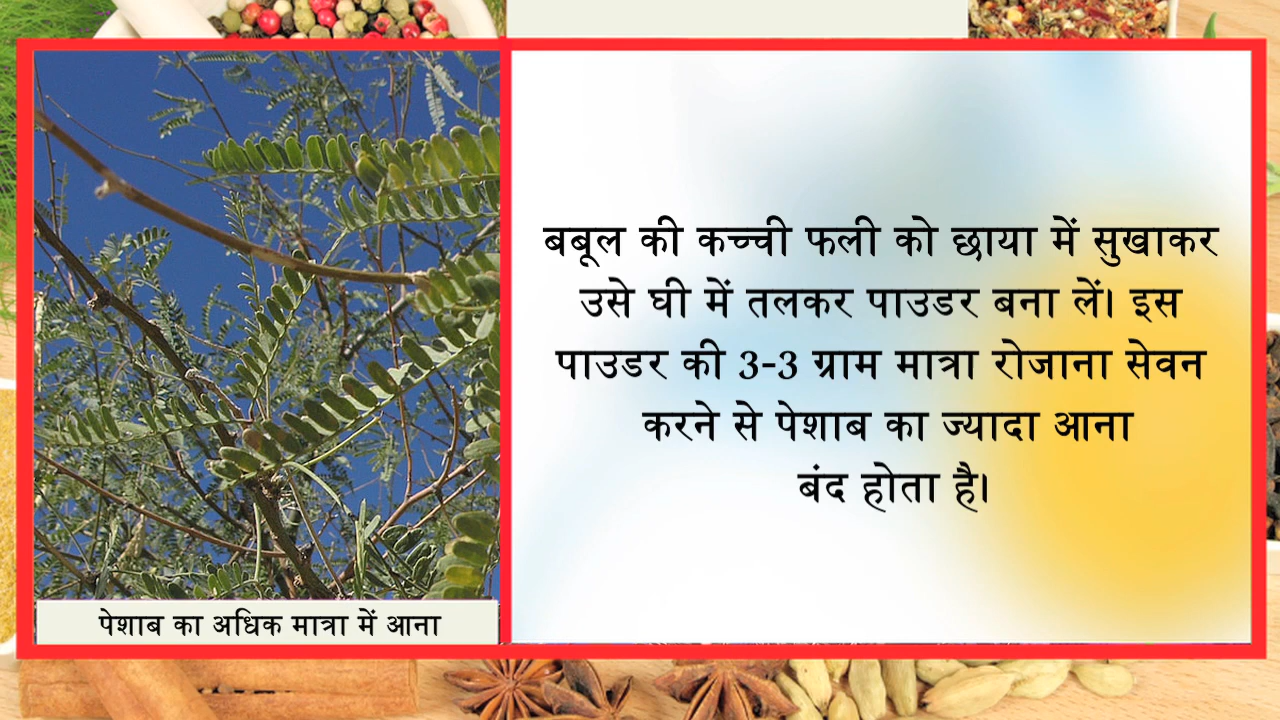 बबूल की कच्ची फली को छाया में सुखाकर
उसे घी में तलकर पाउडर बना लें। इस
पाउडर की 3-3 ग्राम मात्रा रोजाना सेवन
करने से पेशाब का ज्यादा आना
बंद होता है।
पेशाब का अधिक मात्रा में आना